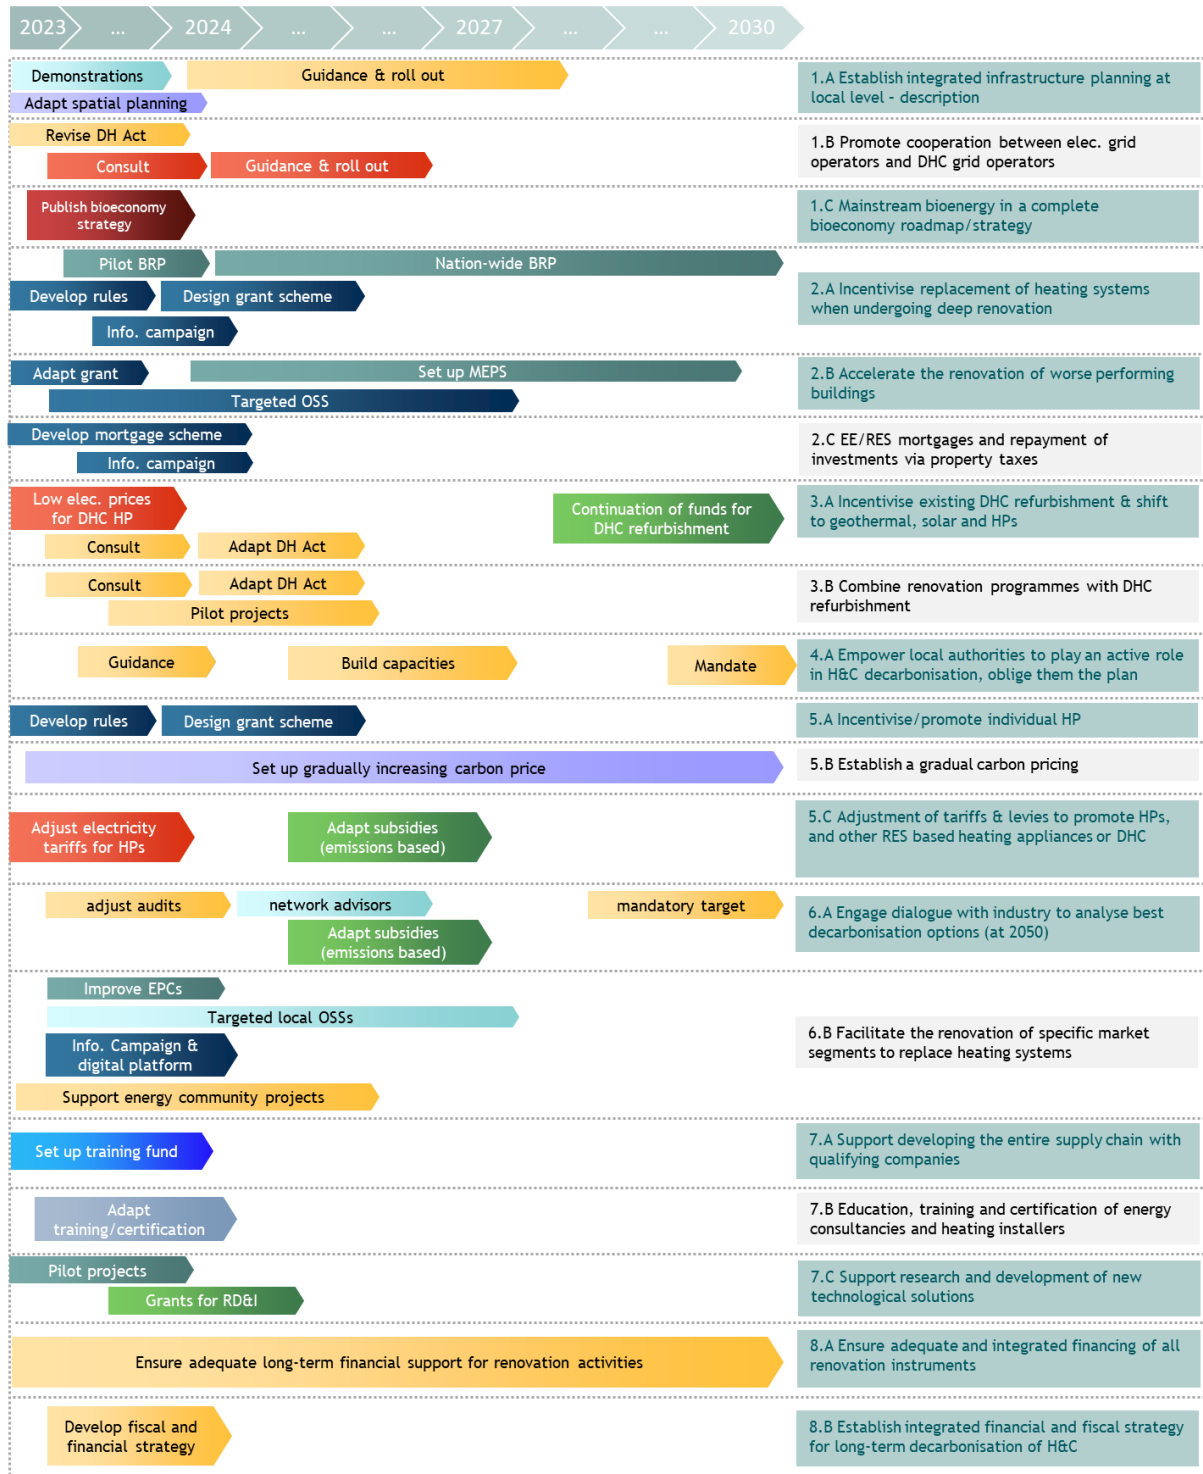 2023 ... 2024 ... ... 2027 ... ... 2030
Demonstrations
Guidance & roll out
Adapt spatial planning
1.A Establish integrated infrastructure planning at
local level - description
Revise DH Act
Consult
Guidance & roll out
1.B Promote cooperation between elec. grid
operators and DHC grid operators
Publish bioeconomy
strategy
1.C Mainstream bioenergy in a complete
bioeconomy roadmap/strategy
Pilot BRP
Nation-wide BRP
Develop rules
Design grant scheme
Info. campaign
2.A Incentivise replacement of heating systems
when undergoing deep renovation
Adapt grant
Set up MEPS
Targeted OSS
2.B Accelerate the renovation of worse performing
buildings
Develop mortgage scheme
Info. campaign
2.C EE/RES mortgages and repayment of
investments via property taxes
Low elec. prices
for DHC HP
Continuation of funds for
DHC refurbishment
Consult
Adapt DH Act
3.A Incentivise existing DHC refurbishment & shift
to geothermal, solar and HPs
Consult
Adapt DH Act
Pilot projects
3.B Combine renovation programmes with DHC
refurbishment
Guidance
Build capacities
Mandate
4.A Empower local authorities to play an active role
in H&C decarbonisation, oblige them the plan
Develop rules
Design grant scheme
5.A Incentivise/promote individual HP
Set up gradually increasing carbon price
5.B Establish a gradual carbon pricing
Adjust electricity
tariffs for HPs
Adapt subsidies
(emissions based)
5.C Adjustment of tariffs & levies to promote HPs,
and other RES based heating appliances or DHC
adjust audits
network advisors
mandatory target
Adapt subsidies
(emissions based)
6.A Engage dialogue with industry to analyse best
decarbonisation options (at 2050)
Improve EPCs
Targeted local OSSs
Info. Campaign &
digital platform
Support energy community projects
6.B Facilitate the renovation of specific market
segments to replace heating systems
Set up training fund
7.A Support developing the entire supply chain with
qualifying companies
Adapt
training/certification
7.B Education, training and certification of energy
consultancies and heating installers
Pilot projects
Grants for RD&I
7.C Support research and development of new
technological solutions
Ensure adequate long-term financial support for renovation activities
8.A Ensure adequate and integrated financing of all
renovation instruments
Develop fiscal and
financial strategy
8.B Establish integrated financial and fiscal strategy
for long-term decarbonisation of H&C